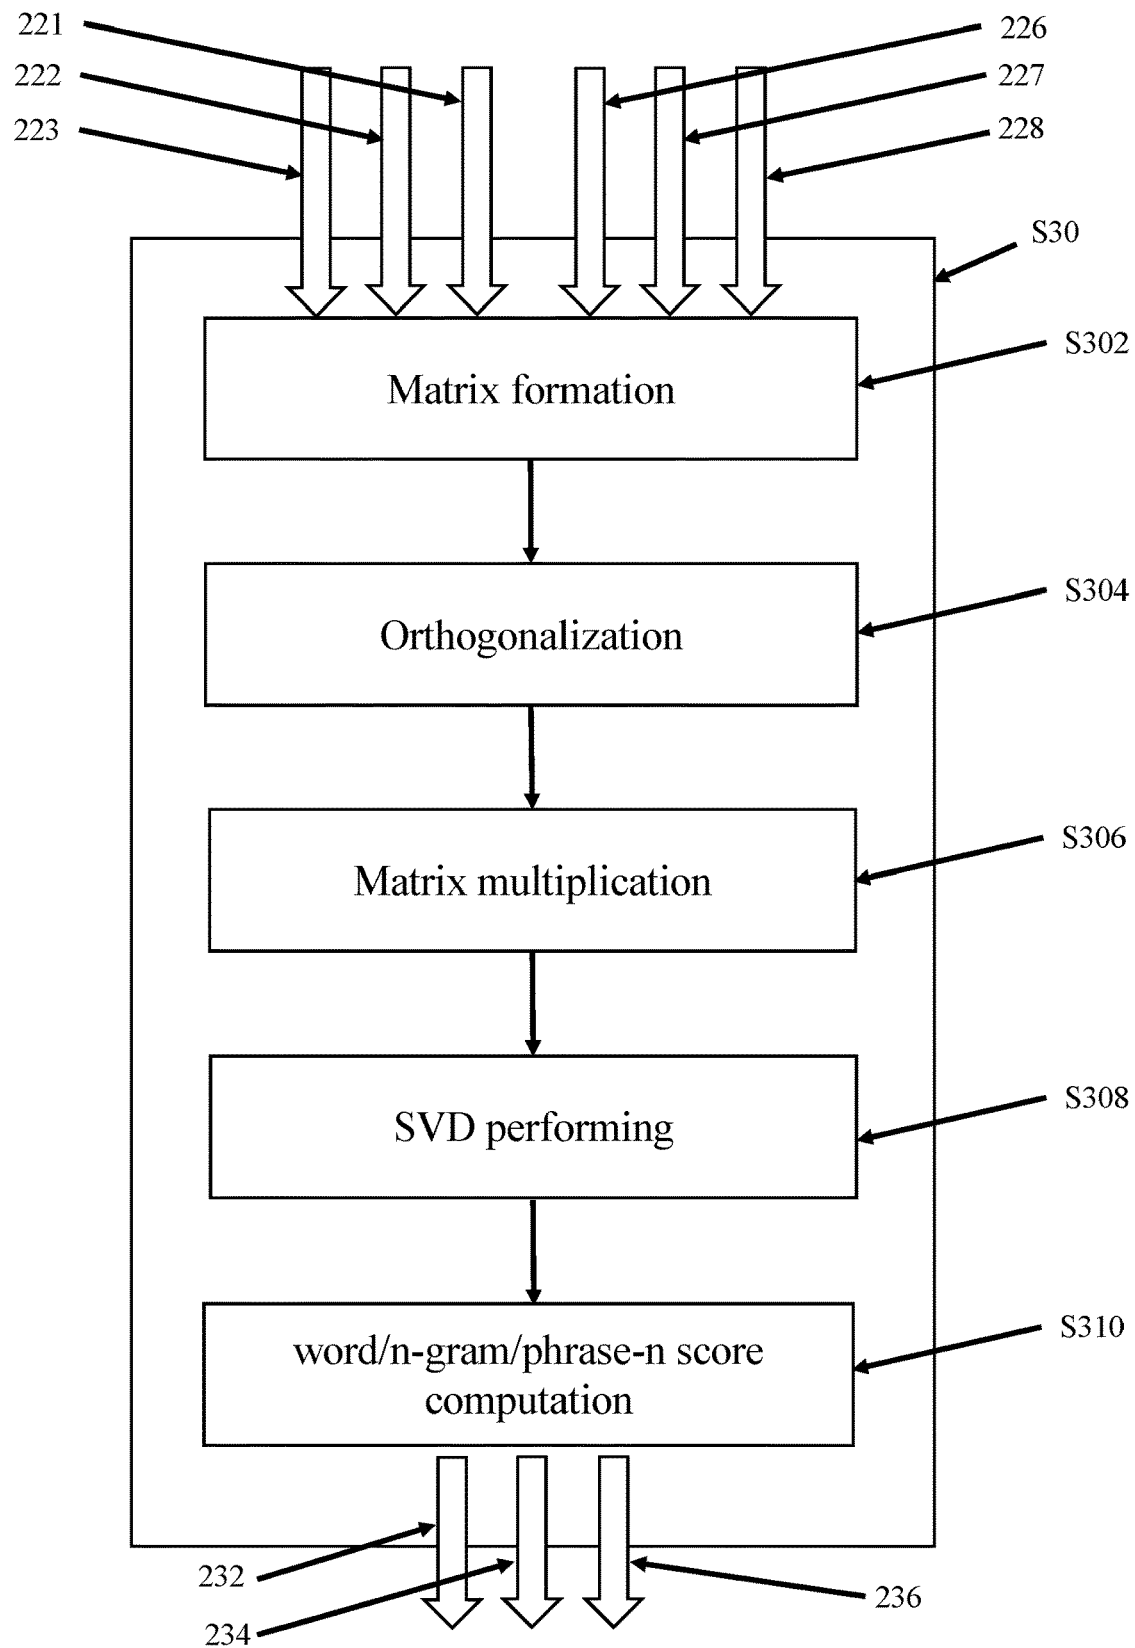 221
226
222
227
223
228
S30
S302
Matrix formation
S304
Orthogonalization
S306
Matrix multiplication
S308
SVD performing
S310
word/n-gram/phrase-n score
computation
232
236
234